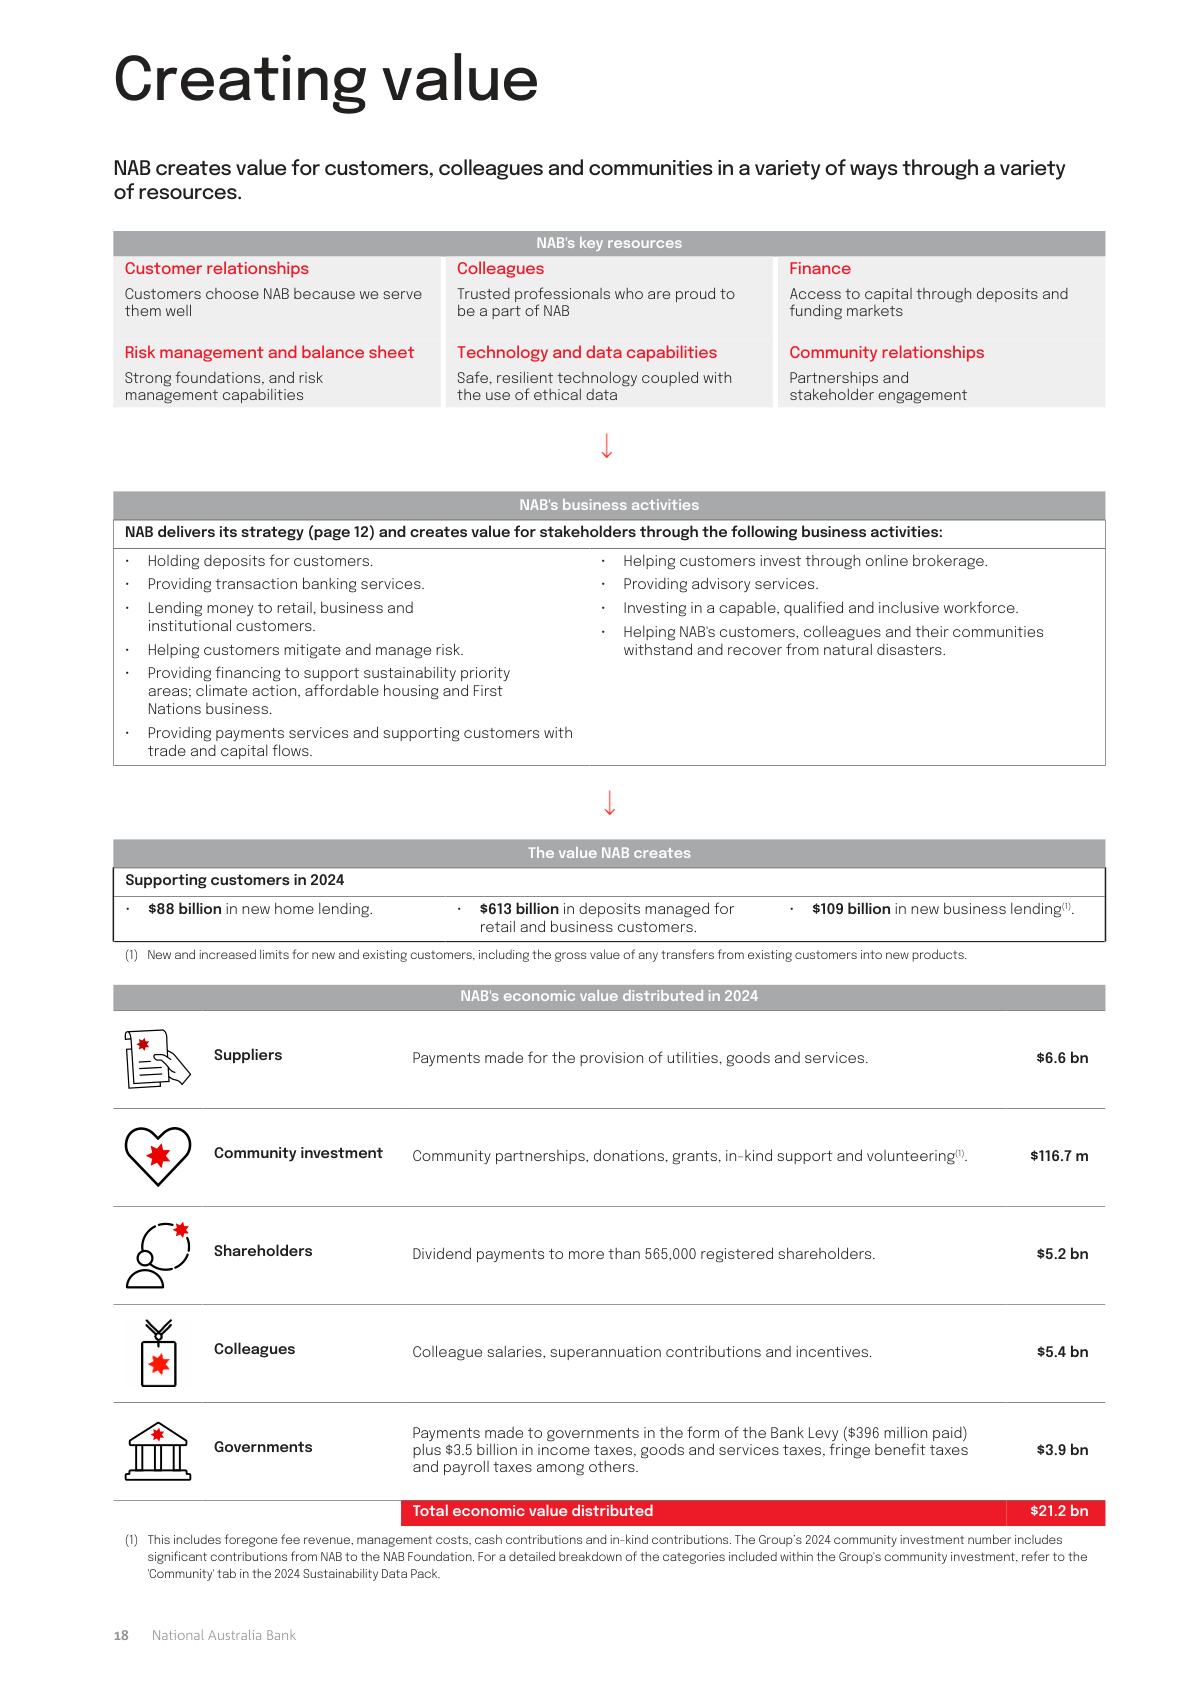 Creating value
NAB creates value for customers, colleagues and communities in a variety of ways through a variety
of resources.
NAB's key resources
Customer relationships
Customers choose NAB because we serve
them well
Colleagues
Trusted professionals who are proud to
be a part of NAB
Finance
Access to capital through deposits and
funding markets
Risk management and balance sheet
Strong foundations, and risk
management capabilities
Technology and data capabilities
Safe, resilient technology coupled with
the use of ethical data
Community relationships
Partnerships and
stakeholder engagement
↓
NAB's business activities
NAB delivers its strategy (page 12) and creates value for stakeholders through the following business activities:
• Holding deposits for customers.
• Providing transaction banking services.
• Lending money to retail, business and
institutional customers.
• Helping customers mitigate and manage risk.
• Providing financing to support sustainability priority
areas; climate action, affordable housing and First
Nations business.
• Providing payments services and supporting customers with
trade and capital flows.
• Helping customers invest through online brokerage.
• Providing advisory services.
• Investing in a capable, qualified and inclusive workforce.
• Helping NAB's customers, colleagues and their communities
withstand and recover from natural disasters.
↓
The value NAB creates
Supporting customers in 2024
• $88 billion in new home lending.
• $613 billion in deposits managed for
retail and business customers.
• $109 billion in new business lending(1).
(1) New and increased limits for new and existing customers, including the gross value of any transfers from existing customers into new products.
NAB's economic value distributed in 2024
Suppliers
Payments made for the provision of utilities, goods and services.
$6.6 bn
Community investment
Community partnerships, donations, grants, in-kind support and volunteering(1).
$116.7 m
Shareholders
Dividend payments to more than 565,000 registered shareholders.
$5.2 bn
Colleagues
Colleague salaries, superannuation contributions and incentives.
$5.4 bn
Governments
Payments made to governments in the form of the Bank Levy ($396 million paid)
plus $3.5 billion in income taxes, goods and services taxes, fringe benefit taxes
and payroll taxes among others.
$3.9 bn
Total economic value distributed
$21.2 bn
(1) This includes foregone fee revenue, management costs, cash contributions and in-kind contributions. The Group's 2024 community investment number includes
significant contributions from NAB to the NAB Foundation. For a detailed breakdown of the categories included within the Group's community investment, refer to the
'Community' tab in the 2024 Sustainability Data Pack.
18 National Australia Bank